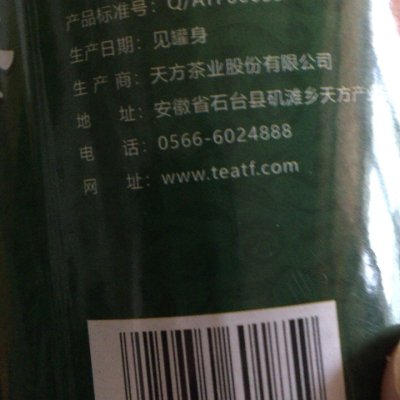 产品标准号：Q/ATF
生产日期：见罐身
生 产 商：天方茶业股份有限公司
地 址：安徽省石台县矶滩乡天方产业
电 话：0566-6024888
网 址：www.teatf.com